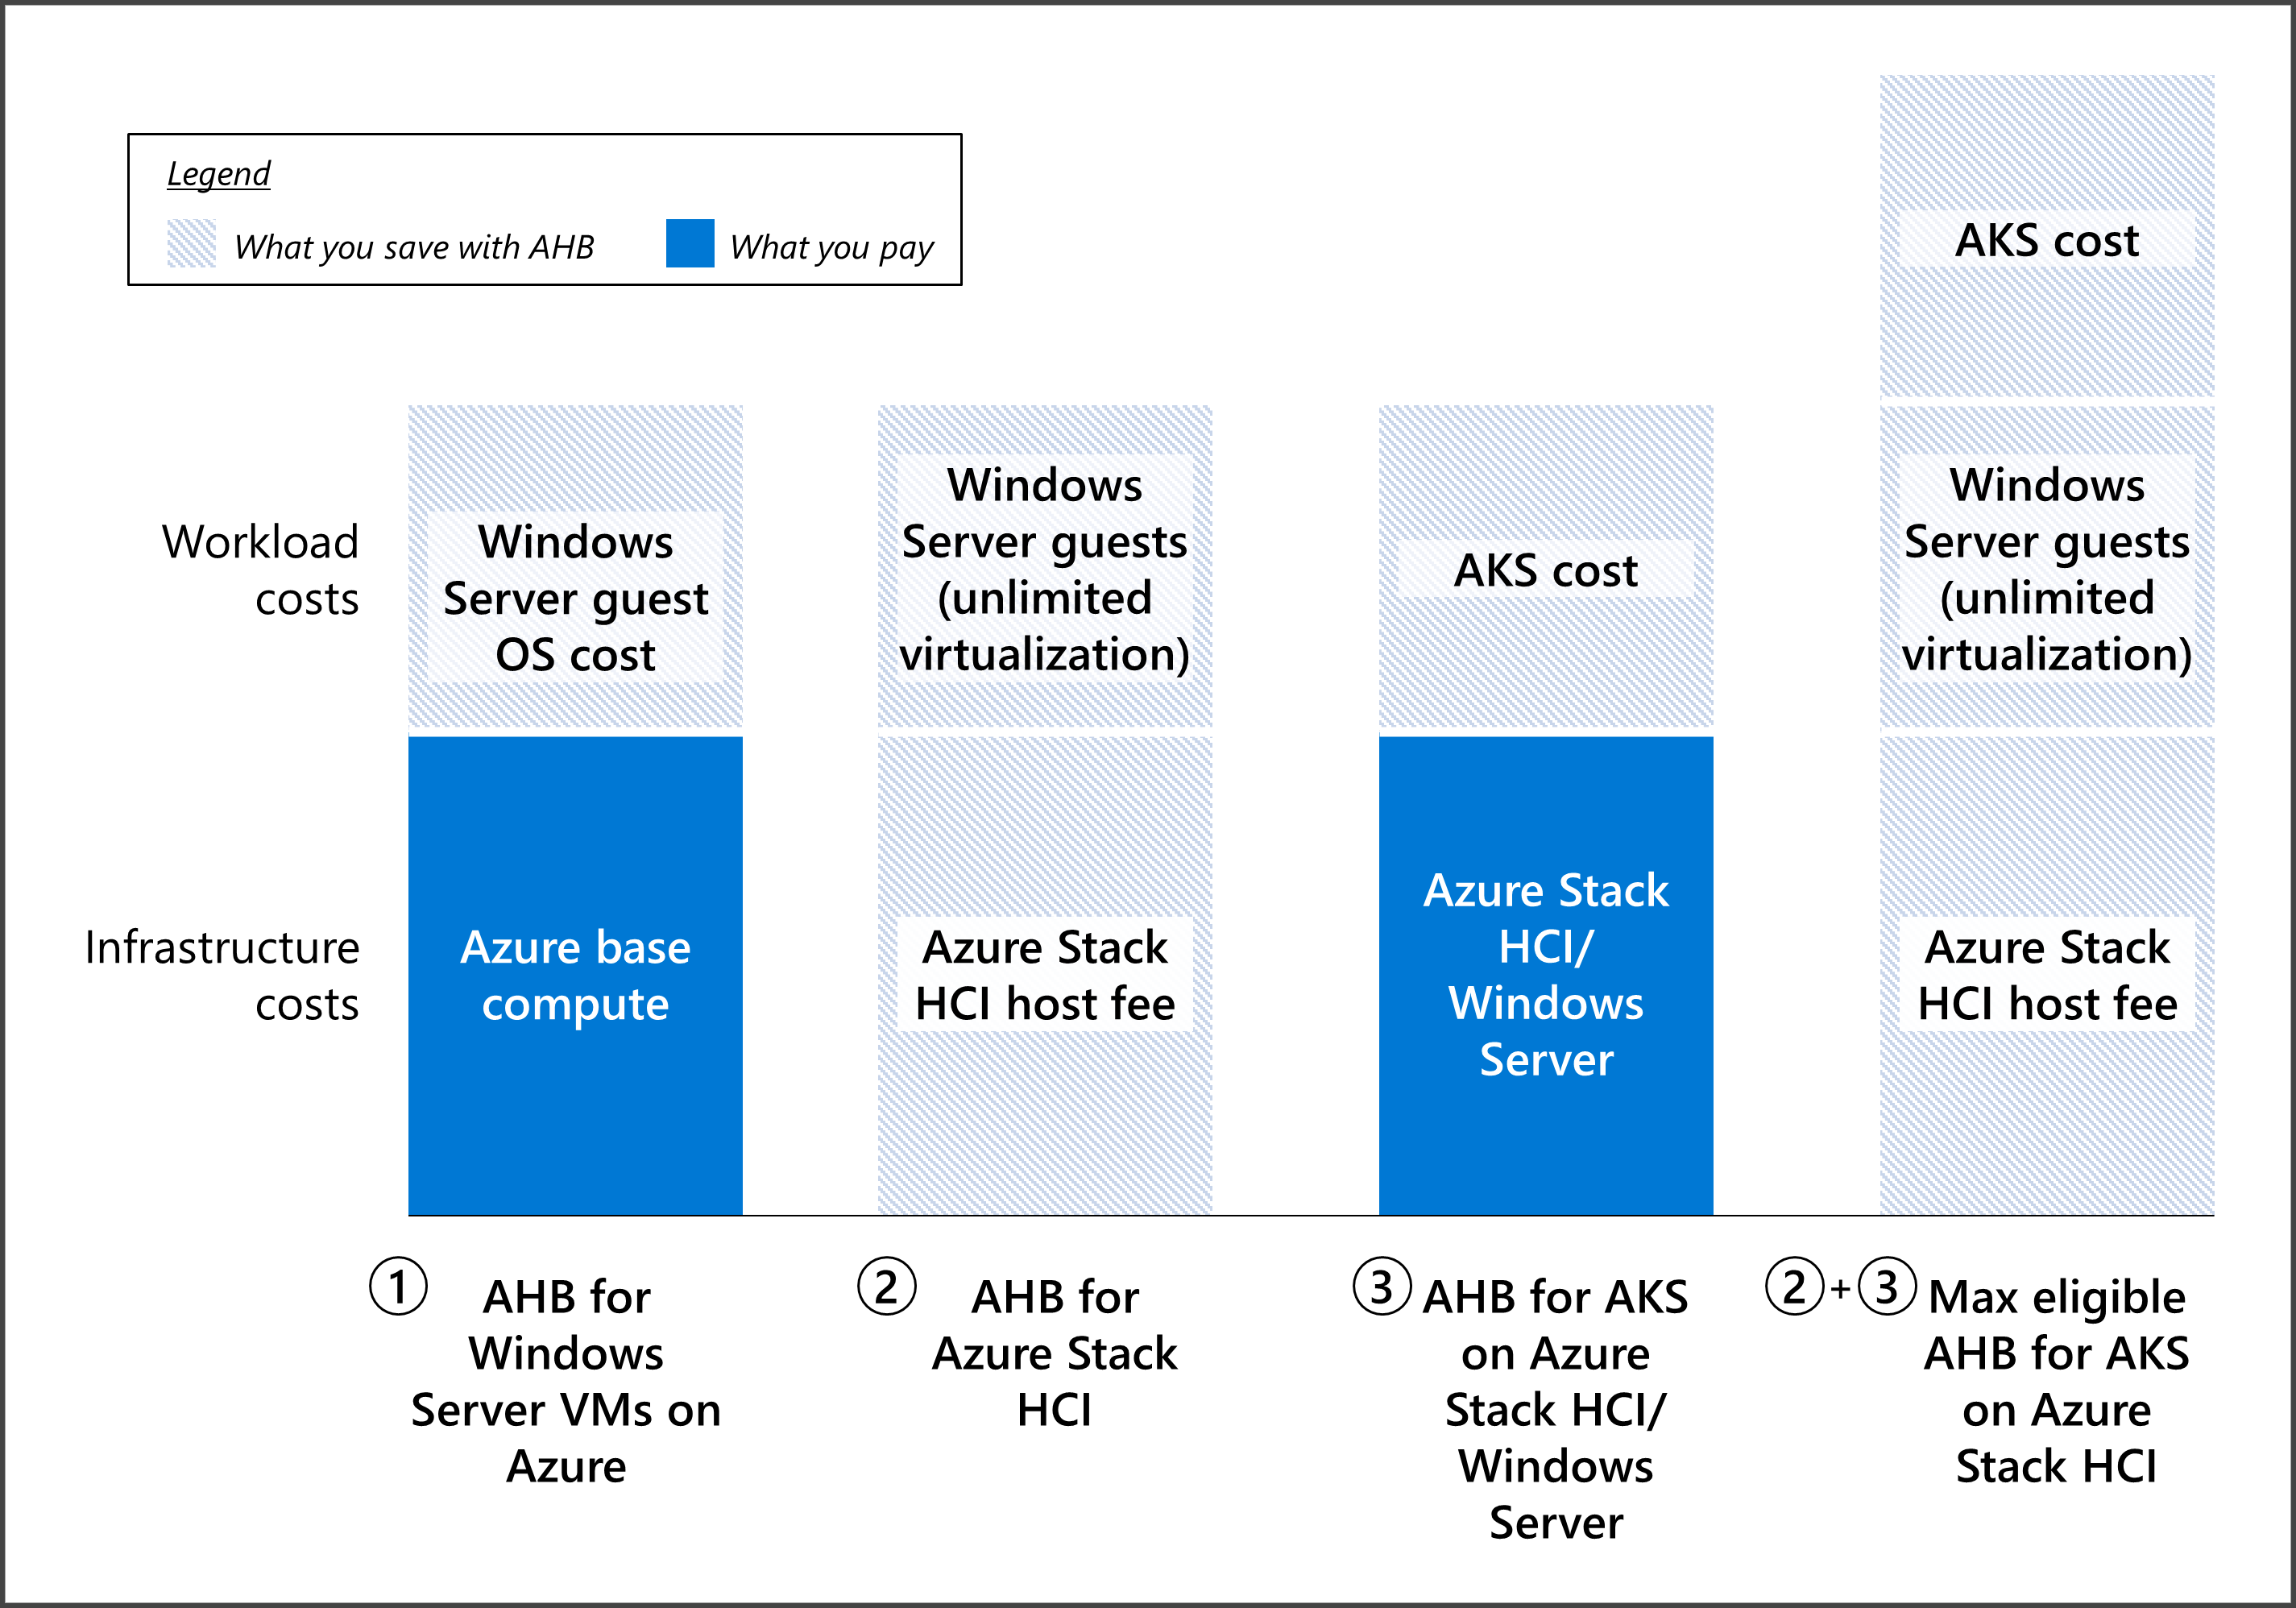 Legend
What you save with AHB
What you pay
Workload
costs
Infrastructure
costs
Windows
Server guest
OS cost
Azure base
compute
Windows
Server guests
(unlimited
virtualization)
Azure Stack
HCI host fee
AKS cost
Azure Stack
HCI/
Windows
Server
AKS cost
Windows
Server guests
(unlimited
virtualization)
Azure Stack
HCI host fee
1
AHB for
Windows
Server VMs on
Azure
2
AHB for
Azure Stack
HCI
3
AHB for AKS
on Azure
Stack HCI/
Windows
Server
2+3
Max eligible
AHB for AKS
on Azure
Stack HCI